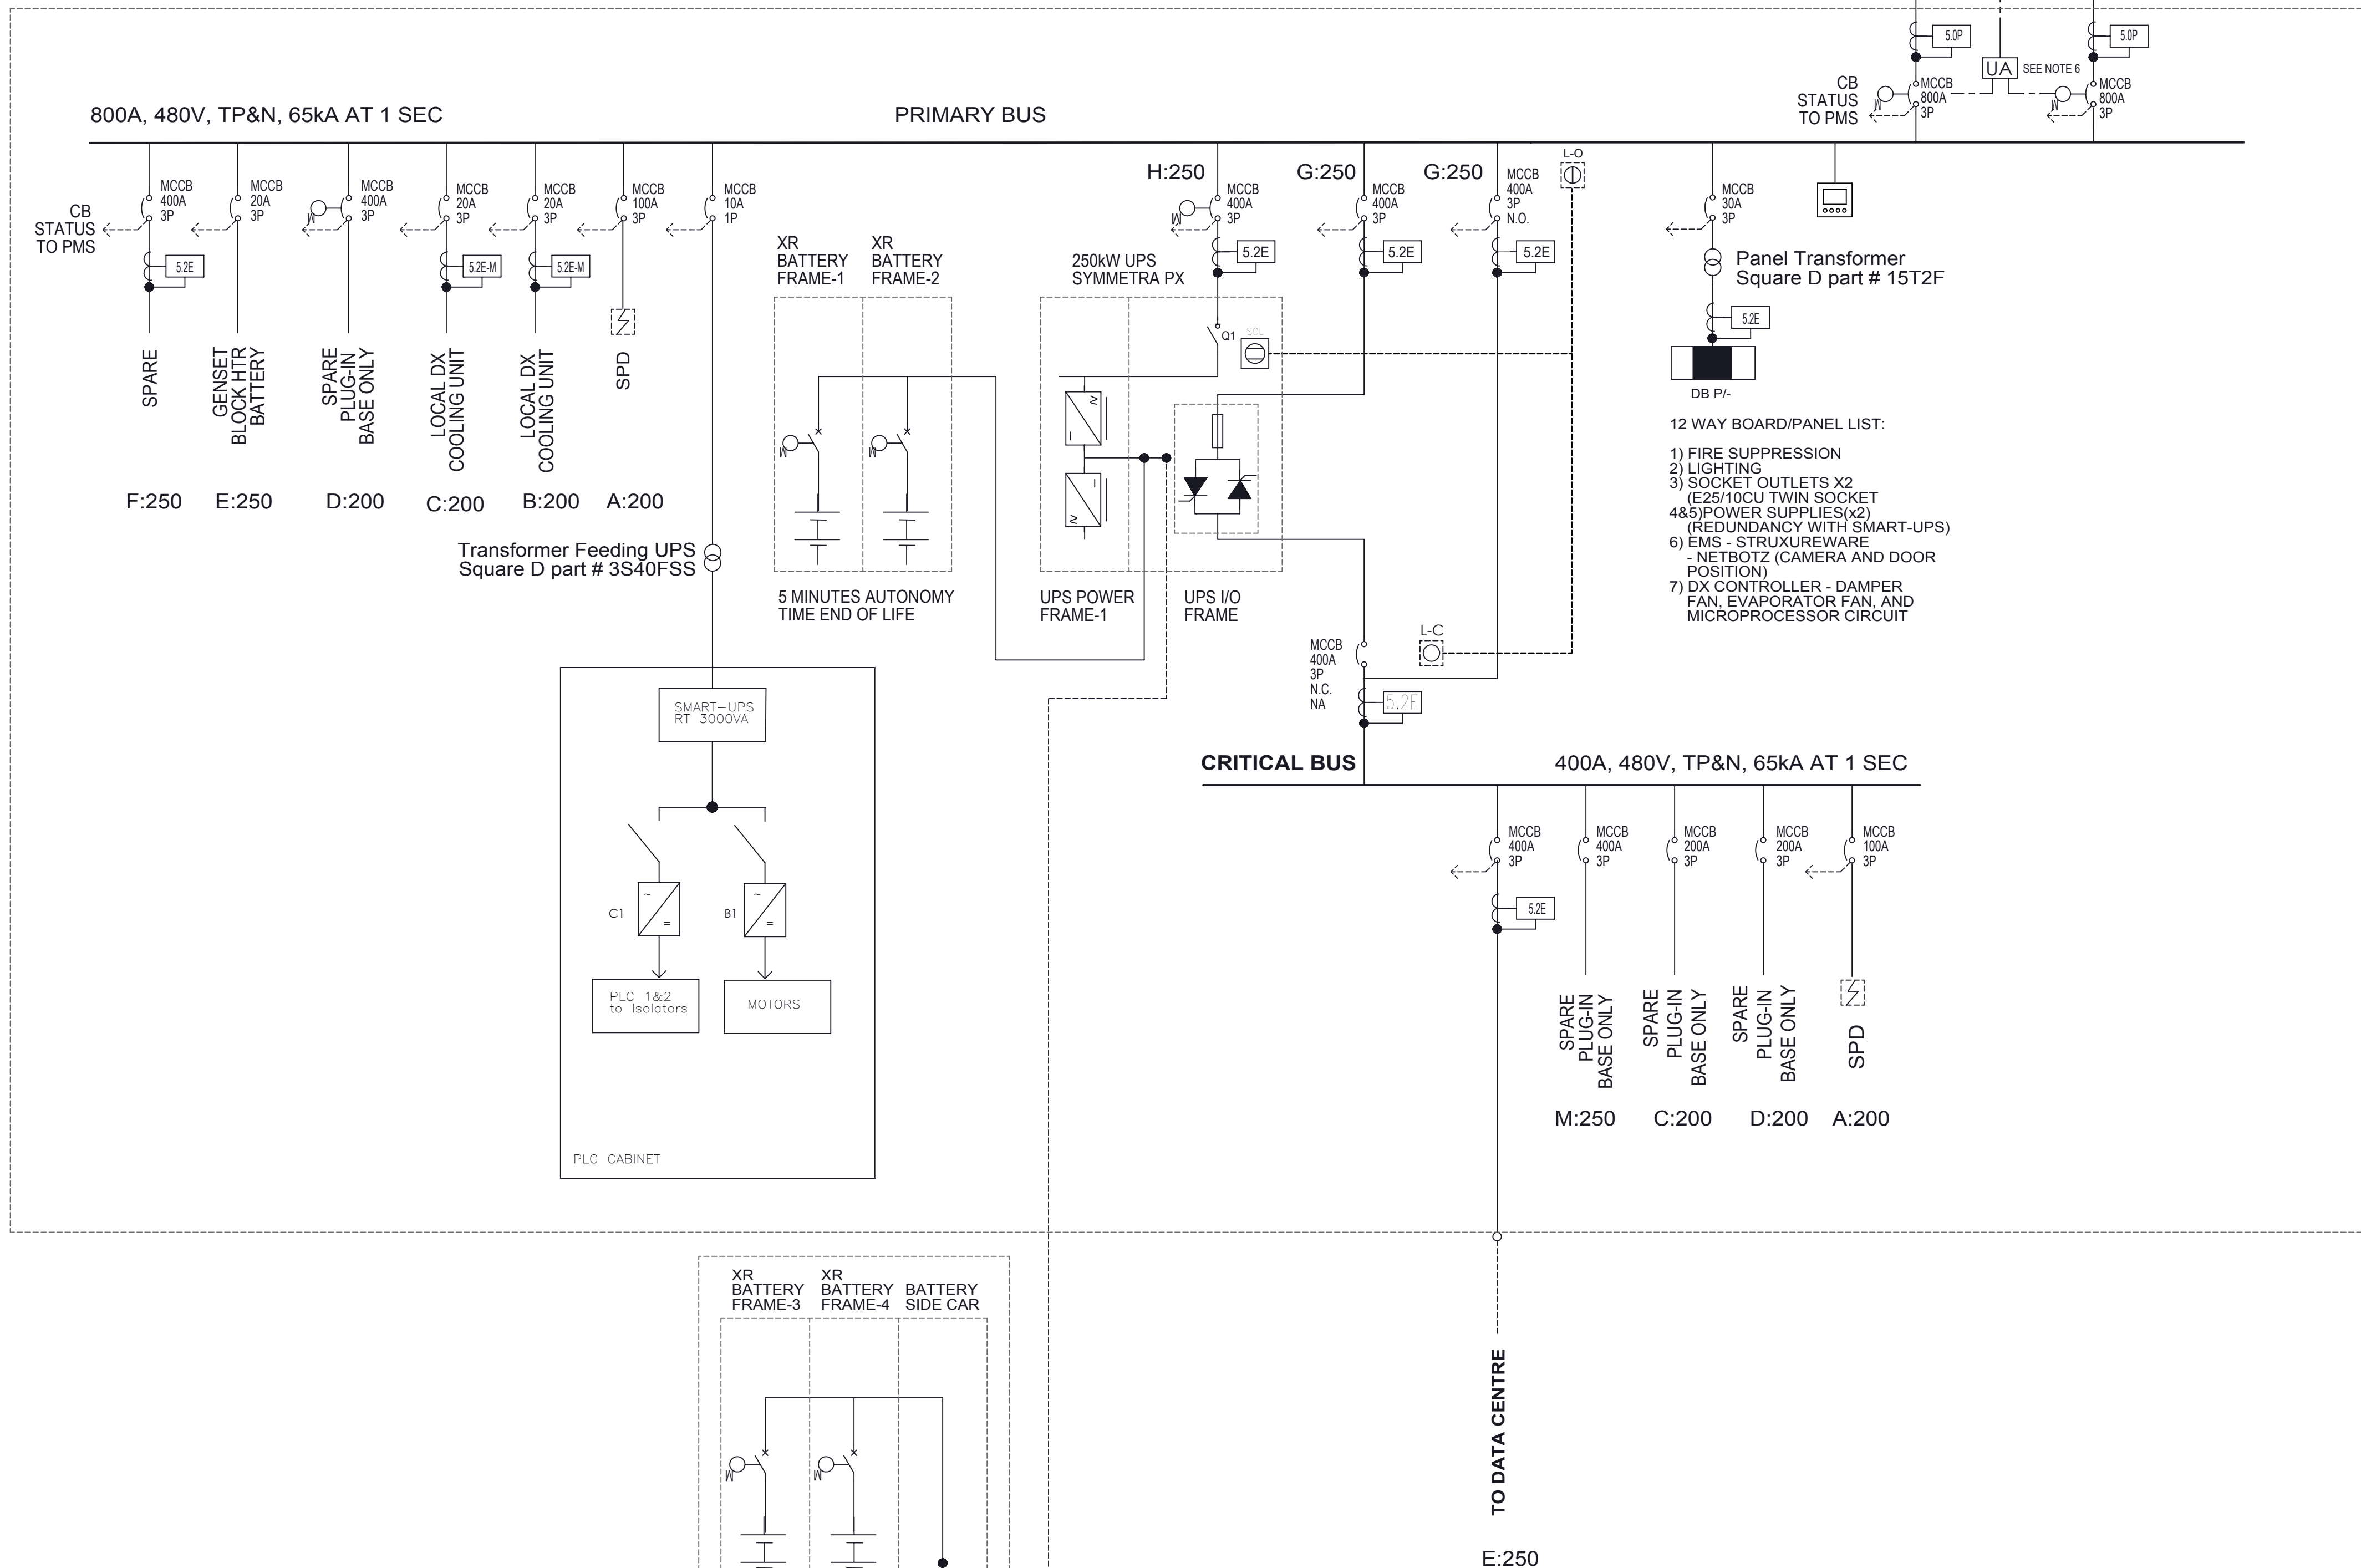 5.0P
5.0P
UA
SEE NOTE 6
CB
STATUS
TO PMS
MCCB
800A
3P
MCCB
800A
3P
M
M
800A, 480V, TP&N, 65kA AT 1 SEC
PRIMARY BUS
CB
STATUS
TO PMS
MCCB
400A
3P
5.2E
SPARE
F:250
MCCB
20A
3P
GENSET
BLOCK HTR
BATTERY
E:250
MCCB
400A
3P
M
SPARE
PLUG-IN
BASE ONLY
D:200
MCCB
20A
3P
5.2E-M
LOCAL DX
COOLING UNIT
C:200
MCCB
20A
3P
5.2E-M
LOCAL DX
COOLING UNIT
B:200
MCCB
100A
3P
SPD
A:200
MCCB
10A
1P
Transformer Feeding UPS
Square D part # 3S40FSS
XR
BATTERY
FRAME-1
XR
BATTERY
FRAME-2
M
M
5 MINUTES AUTONOMY
TIME END OF LIFE
250kW UPS
SYMMETRA PX
H:250
MCCB
400A
3P
M
5.2E
Q1
SOL
UPS POWER
FRAME-1
UPS I/O
FRAME
G:250
MCCB
400A
3P
5.2E
G:250
MCCB
400A
3P
N.O.
5.2E
L-O
L-C
MCCB
400A
3P
N.C.
NA
5.2E
MCCB
30A
3P
Panel Transformer
Square D part # 15T2F
5.2E
DB P/-
12 WAY BOARD/PANEL LIST:
1) FIRE SUPPRESSION
2) LIGHTING
3) SOCKET OUTLETS X2
(E25/10CU TWIN SOCKET
4&5)POWER SUPPLIES(x2)
(REDUNDANCY WITH SMART-UPS)
6) EMS - STRUXUREWARE
- NETBOTZ (CAMERA AND DOOR
POSITION)
7) DX CONTROLLER - DAMPER
FAN, EVAPORATOR FAN, AND
MICROPROCESSOR CIRCUIT
SMART-UPS
RT 3000VA
C1
~
=
B1
~
=
PLC 1&2
to Isolators
MOTORS
PLC CABINET
CRITICAL BUS
400A, 480V, TP&N, 65kA AT 1 SEC
MCCB
400A
3P
5.2E
MCCB
400A
3P
SPARE
PLUG-IN
BASE ONLY
M:250
MCCB
200A
3P
SPARE
PLUG-IN
BASE ONLY
C:200
MCCB
200A
3P
SPARE
PLUG-IN
BASE ONLY
D:200
MCCB
100A
3P
SPD
A:200
XR
BATTERY
FRAME-3
XR
BATTERY
FRAME-4
BATTERY
SIDE CAR
M
M
TO DATA CENTRE
E:250